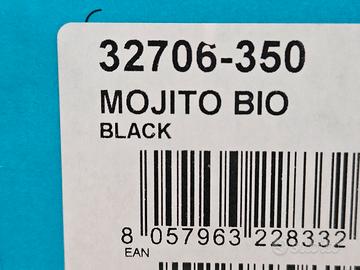 32706-350
MOJITO BIO
BLACK
8 057963 228332
EAN